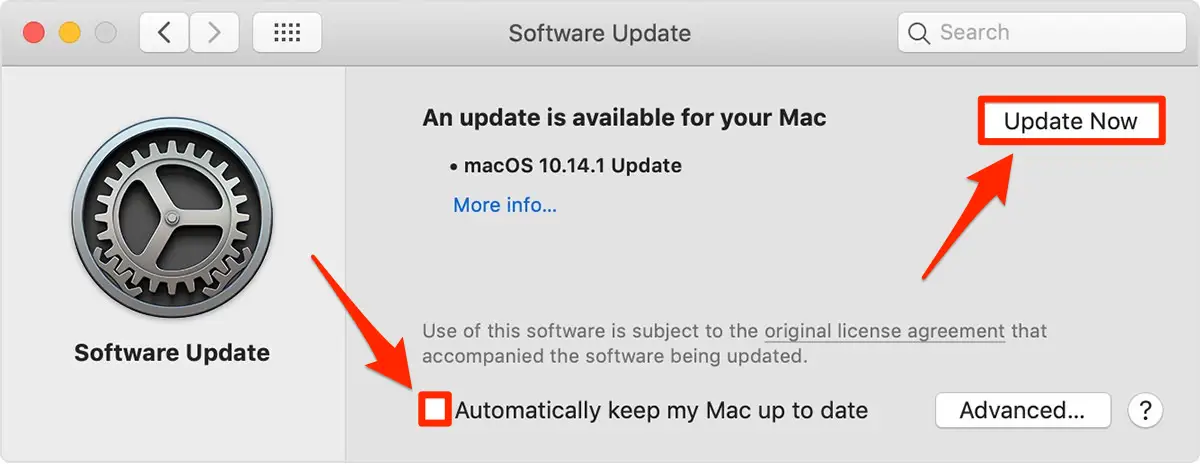 Software Update
Search
An update is available for your Mac
Update Now
• macOS 10.14.1 Update
More info...
Software Update
Use of this software is subject to the original license agreement that
accompanied the software being updated.
Automatically keep my Mac up to date
Advanced...
?